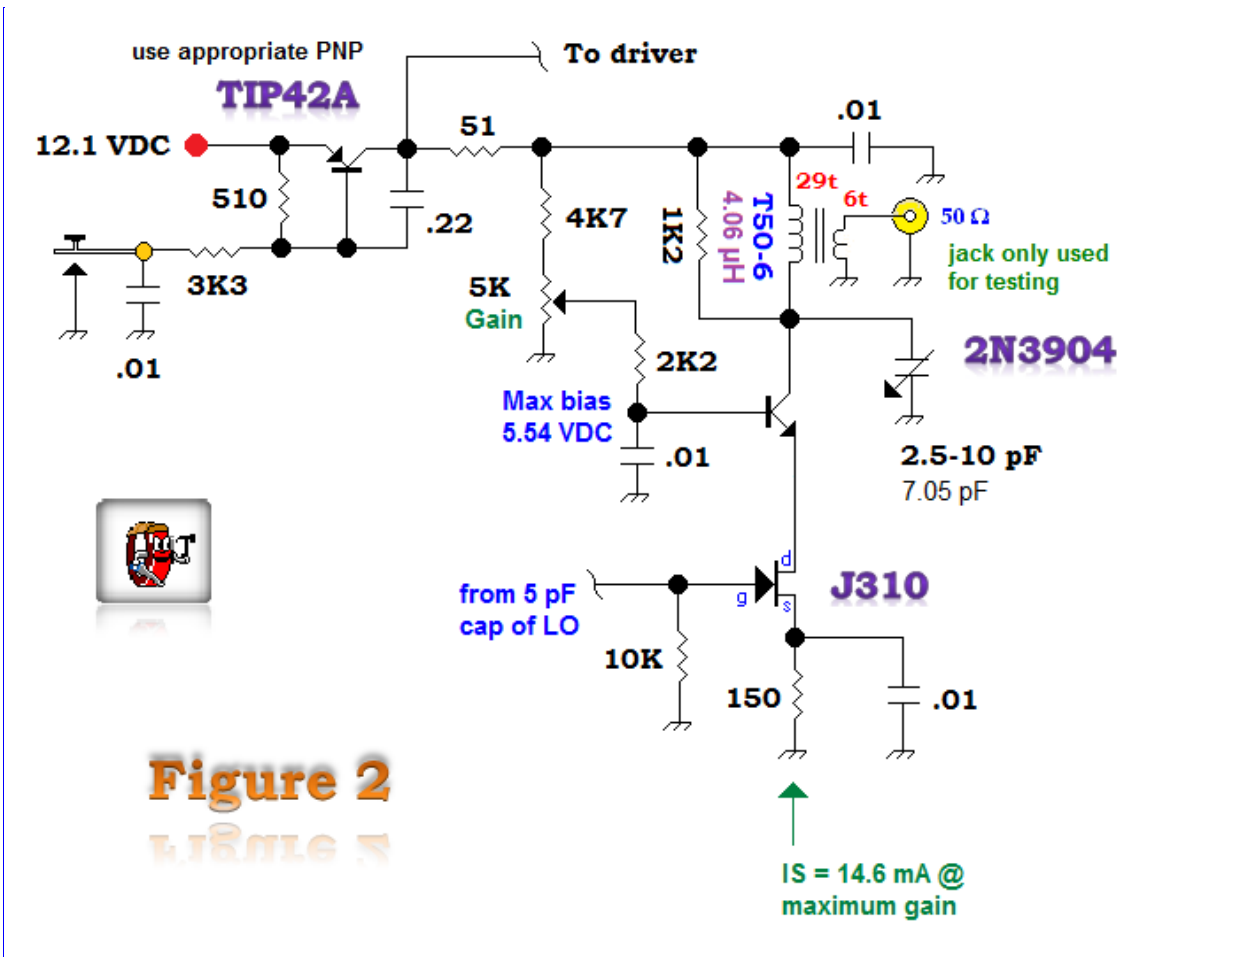 use appropriate PNP
TIP42A
To driver
12.1 VDC
51
.01
510
.22
4K7
1K2
4.06 µH
T50-6
29t
6t
50 Ω
jack only used
for testing
3K3
.01
5K
Gain
2K2
2N3904
Max bias
5.54 VDC
.01
2.5-10 pF
7.05 pF
d
g
s
J310
from 5 pF
cap of LO
10K
150
.01
Figure 2
IS = 14.6 mA @
maximum gain